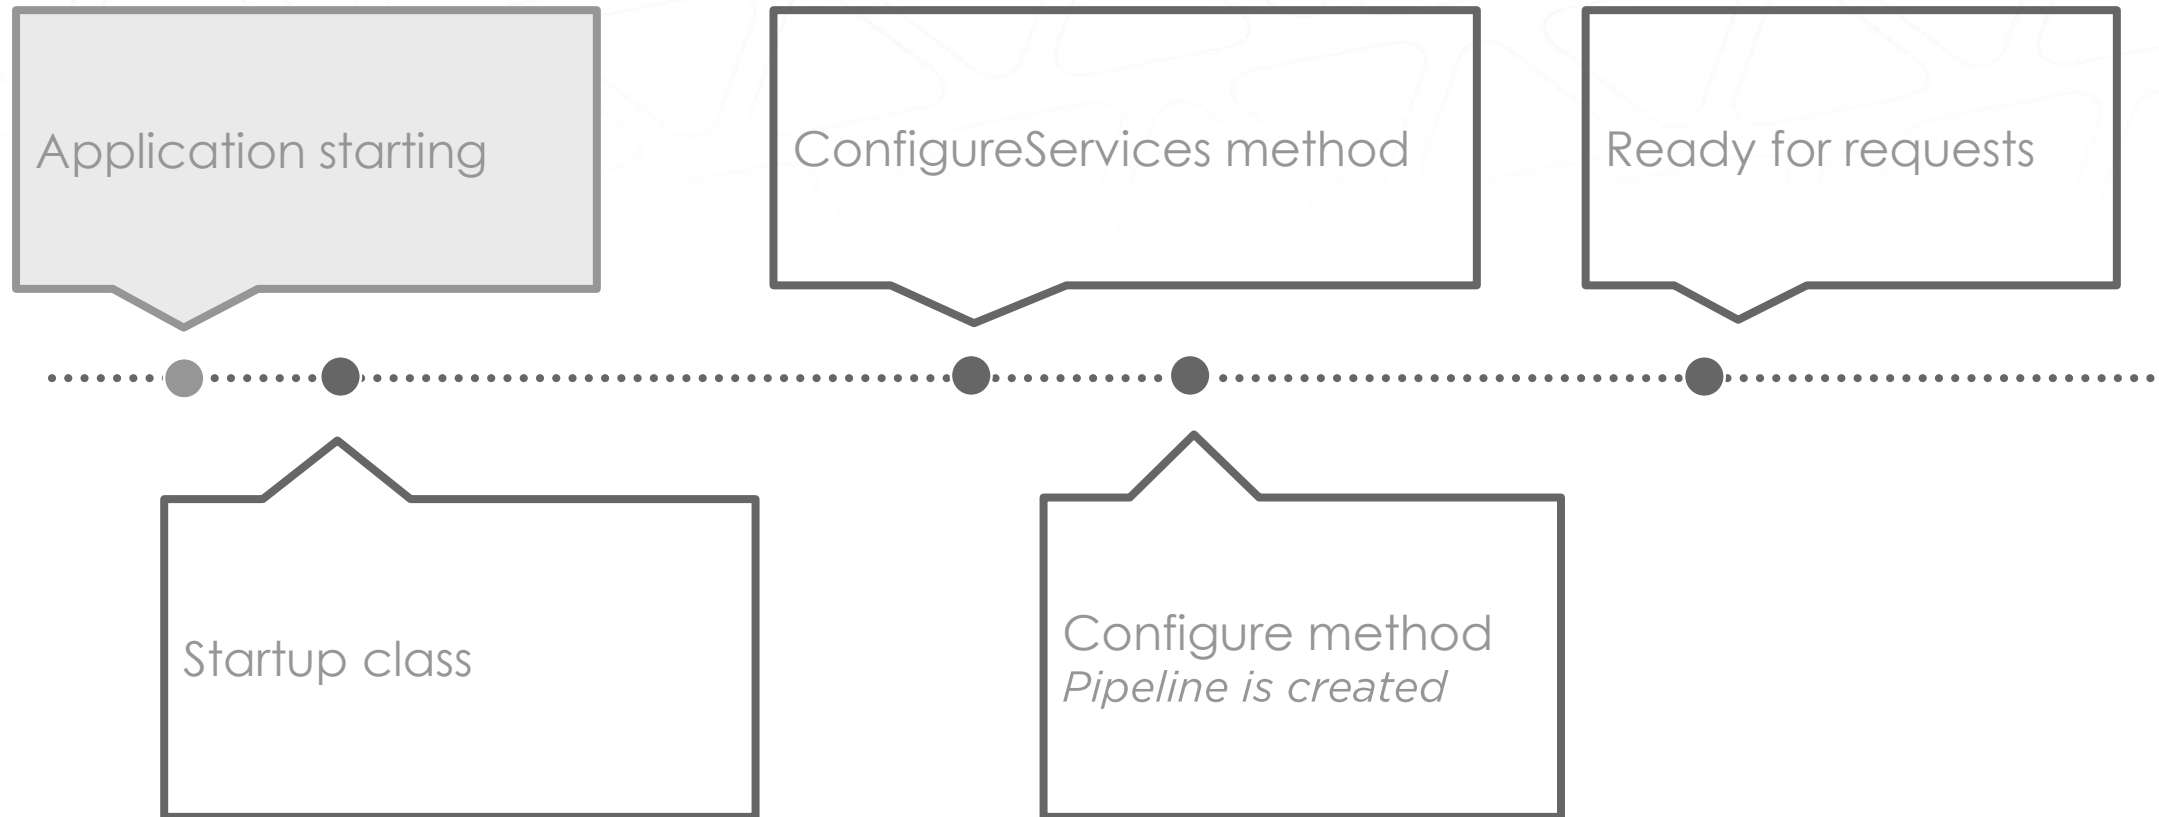 Application starting
ConfigureServices method
Ready for requests
Startup class
Configure method
Pipeline is created